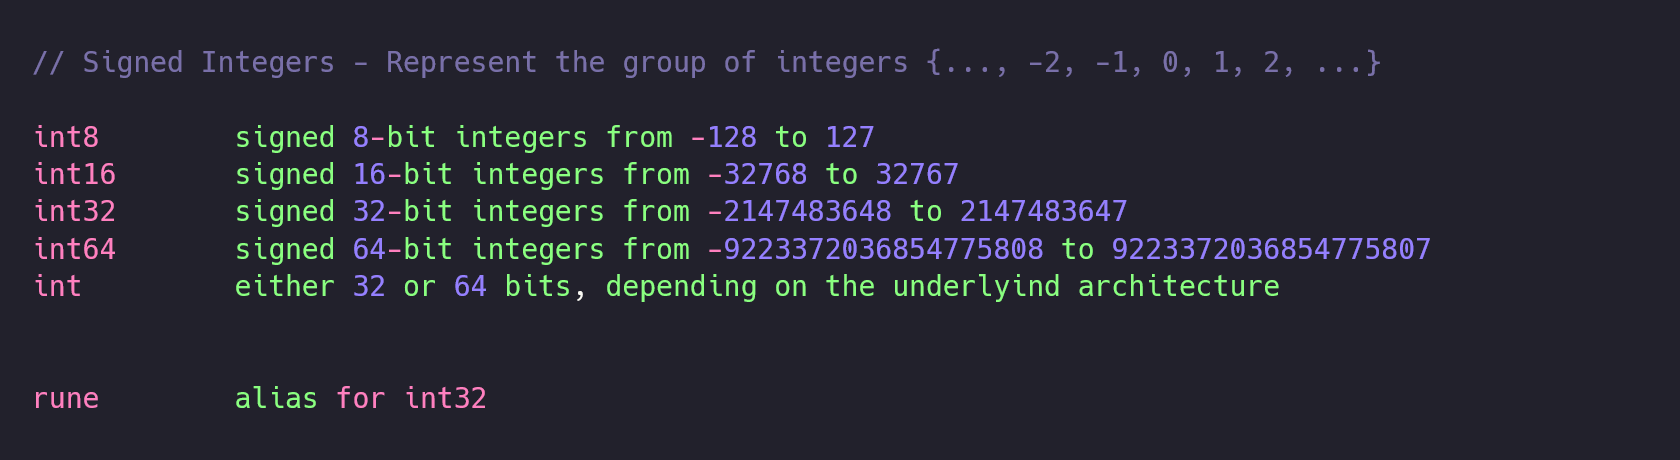 // Signed Integers - Represent the group of integers {..., -2, -1, 0, 1, 2, ...}
int8 signed 8-bit integers from -128 to 127
int16 signed 16-bit integers from -32768 to 32767
int32 signed 32-bit integers from -2147483648 to 2147483647
int64 signed 64-bit integers from -9223372036854775808 to 9223372036854775807
int either 32 or 64 bits, depending on the underlyind architecture
rune alias for int32